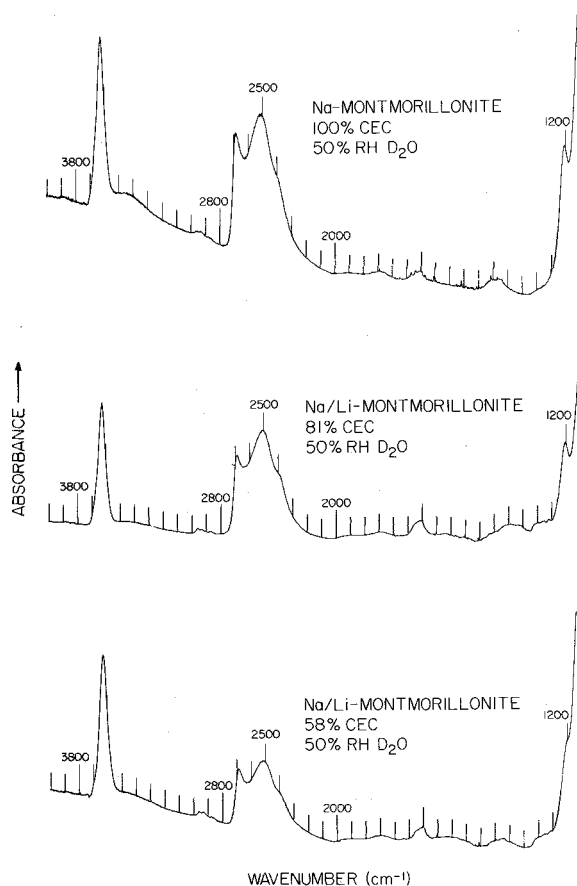 2500
Na-MONTMORILLONITE
100% CEC
50% RH D₂O
1200
3800
2800
2000
2500
Na/Li-MONTMORILLONITE
81% CEC
50% RH D₂O
1200
3800
2800
2000
ABSORBANCE →
Na/Li-MONTMORILLONITE
58% CEC
50% RH D₂O
1200
2500
3800
2800
2000
WAVENUMBER (cm⁻¹)